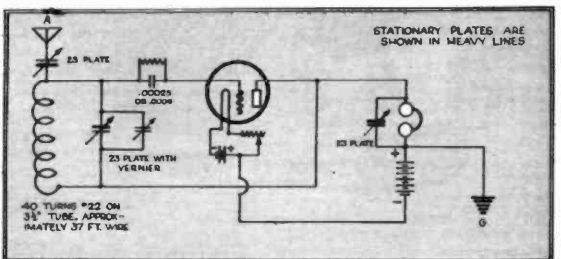 A
STATIONARY PLATES ARE
SHOWN IN HEAVY LINES
23 PLATE
.00025
OR .0005
+
23 PLATE WITH
VERNIER
23 PLATE
+
-
40 TURNS #22 ON
3½" TUBE. APPROX-
IMATELY 37 FT. WIRE
G